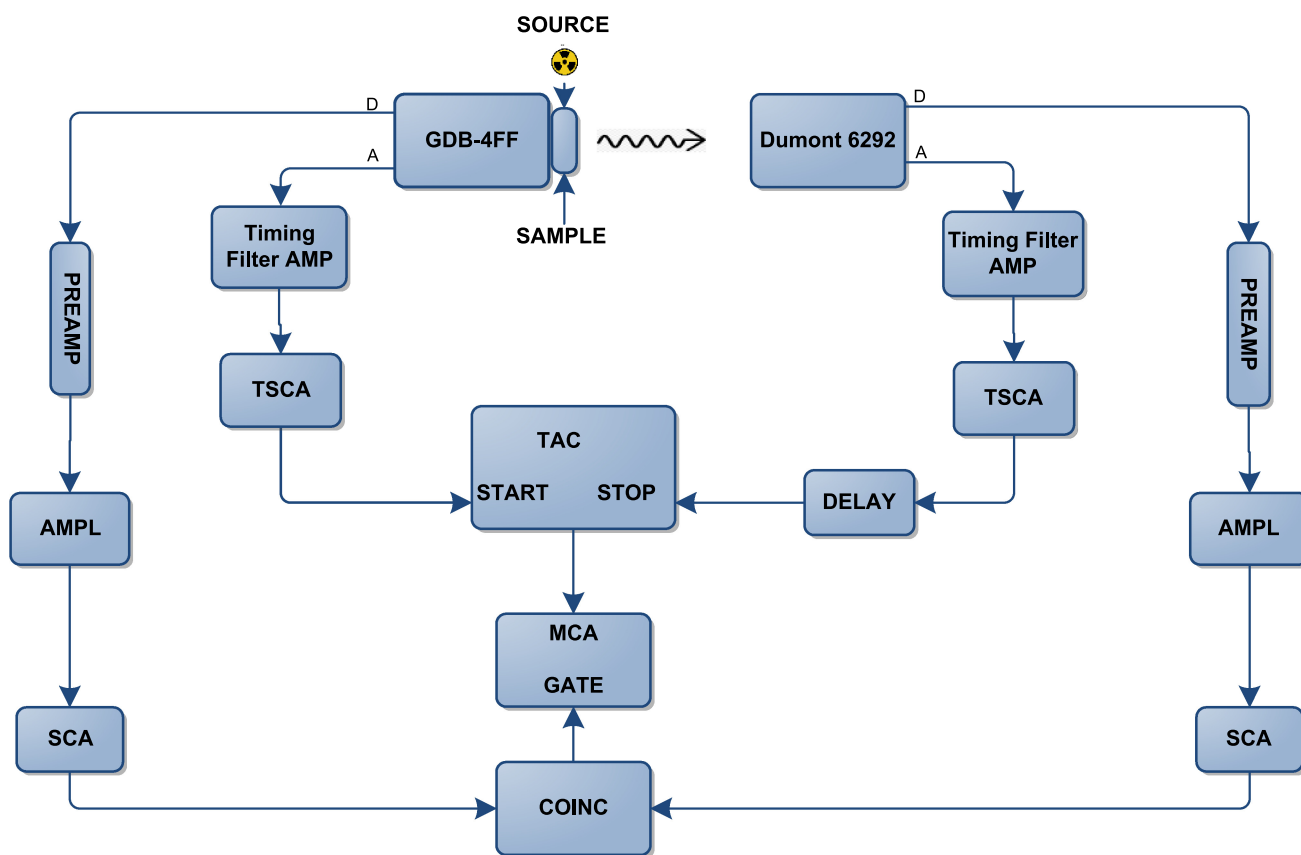 SOURCE
D
GDB-4FF
A
SAMPLE
Dumont 6292
D
A
Timing
Filter AMP
Timing Filter
AMP
PREAMP
PREAMP
TSCA
TSCA
TAC
START STOP
DELAY
AMPL
AMPL
MCA
GATE
SCA
SCA
COINC